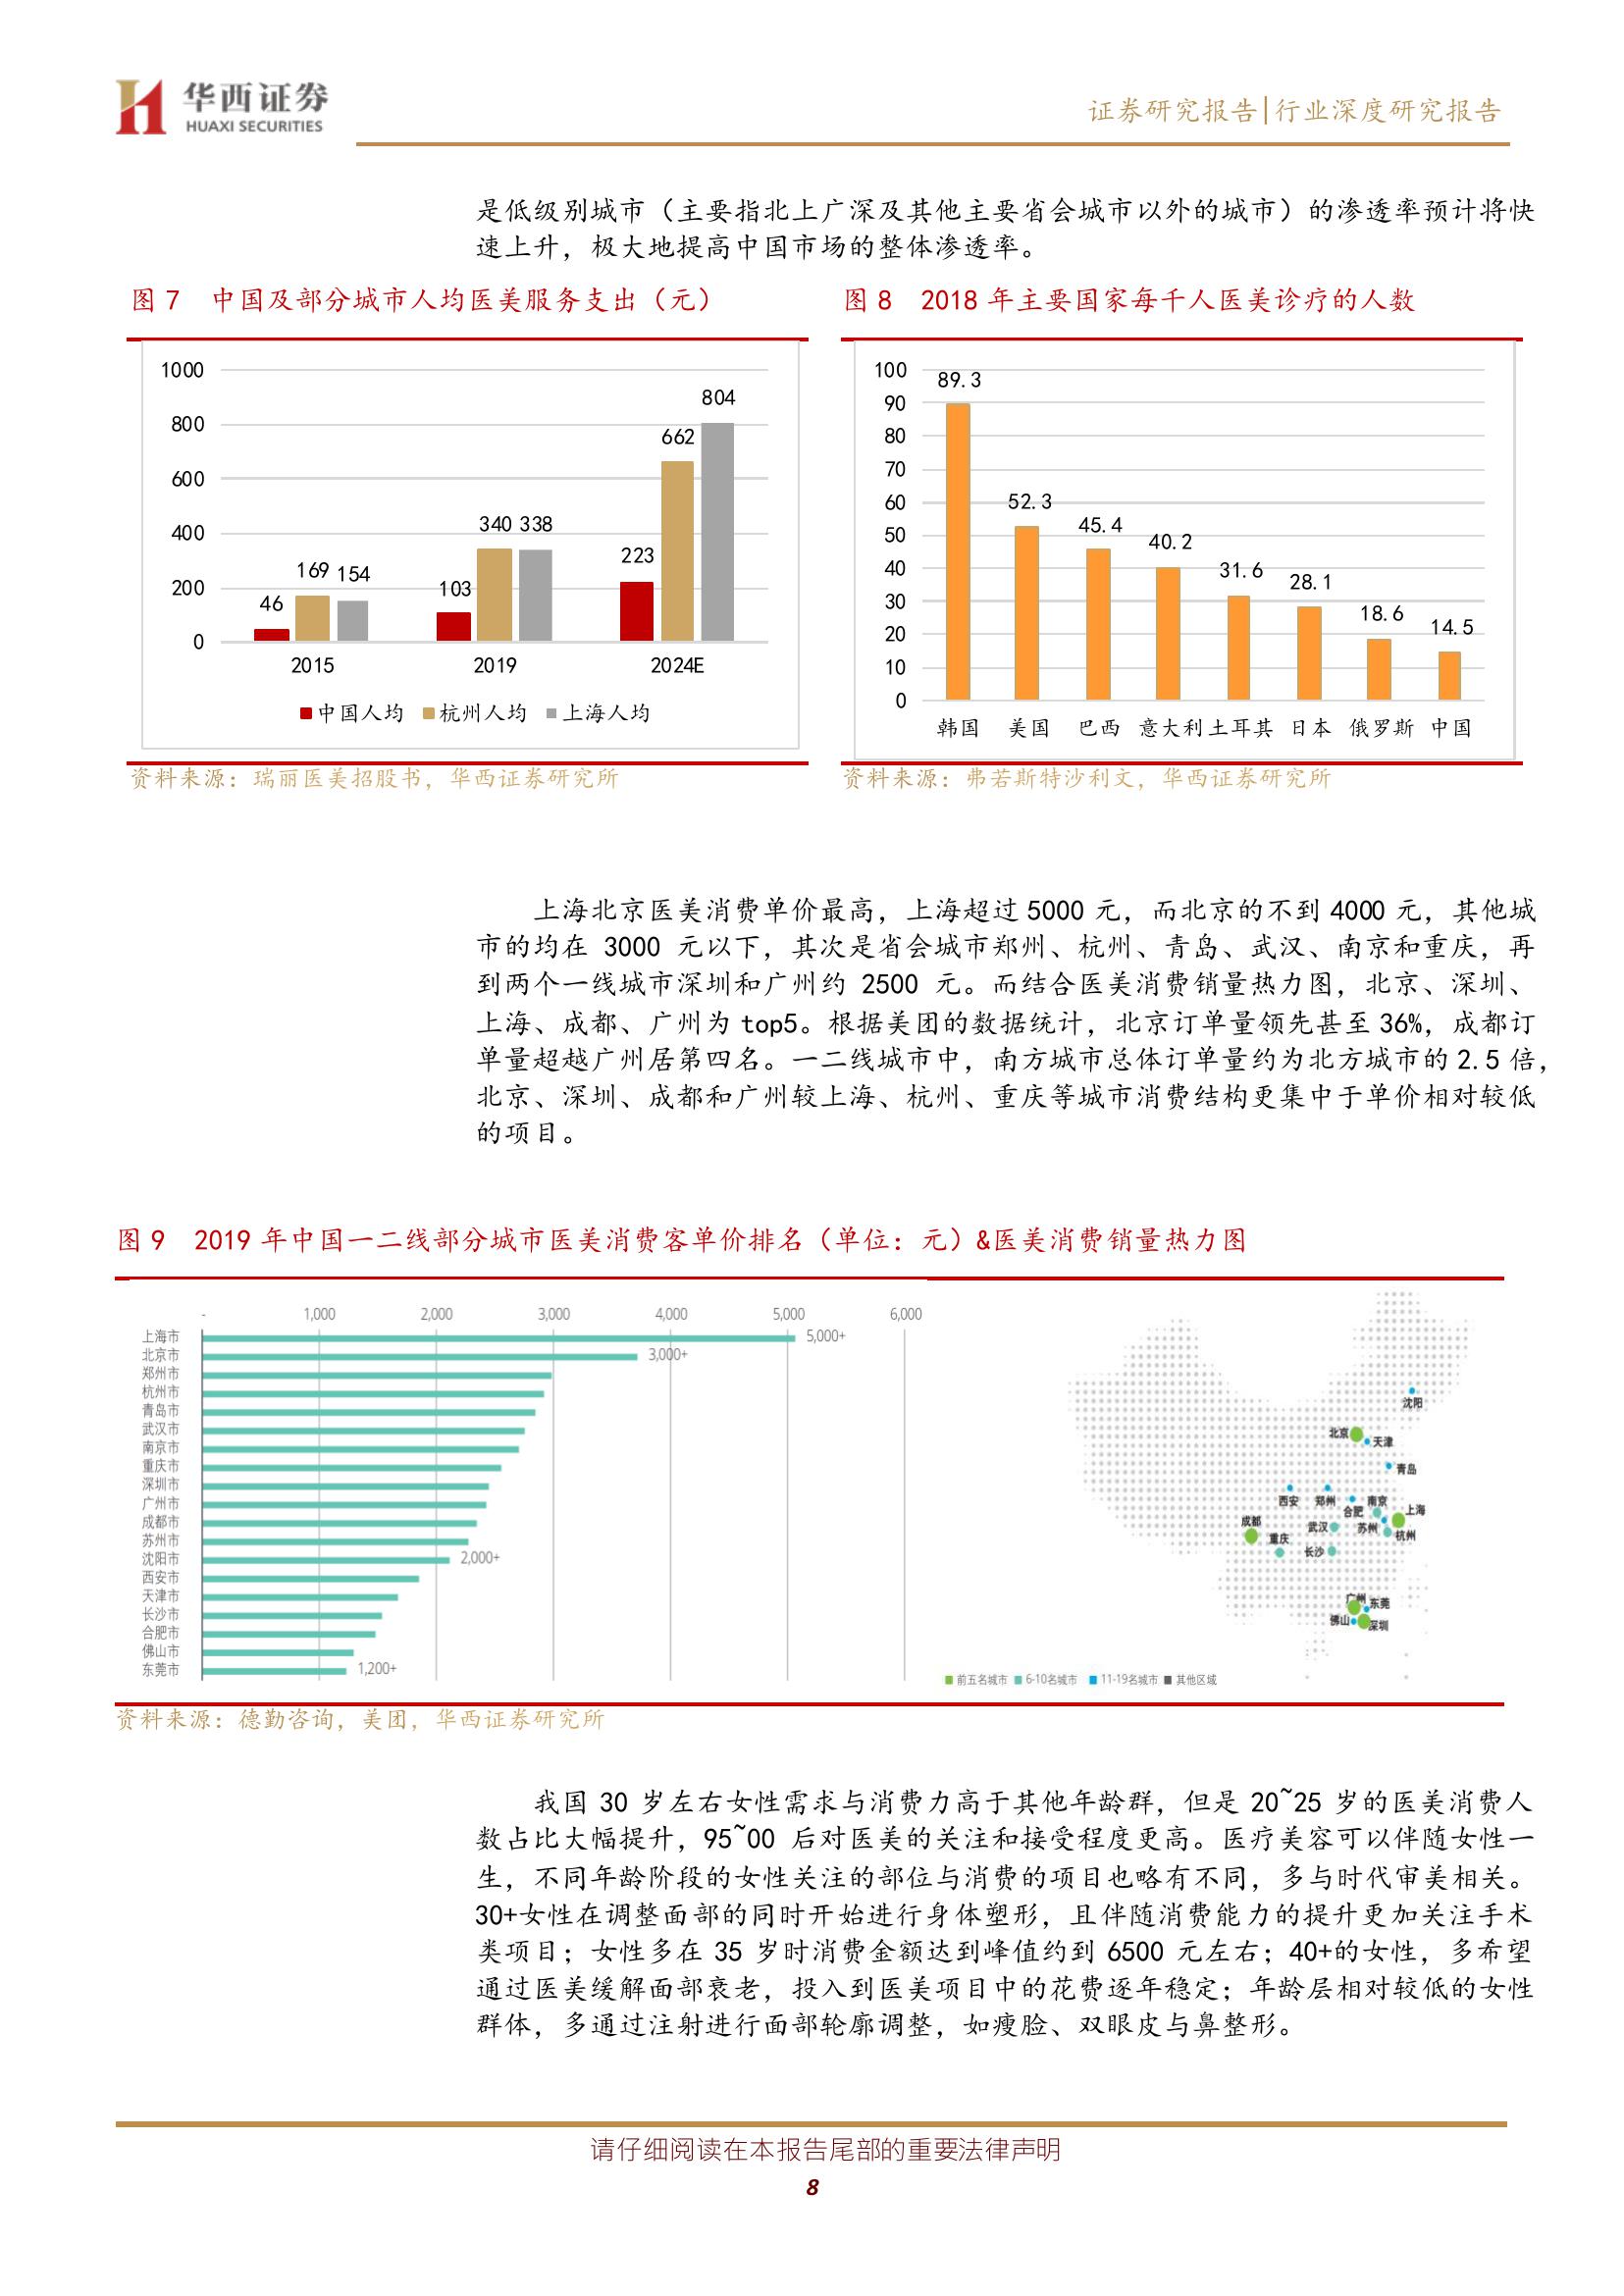 华西证券
HUAXI SECURITIES
证券研究报告|行业深度研究报告
是低级别城市（主要指北上广深及其他主要省会城市以外的城市）的渗透率预计将快
速上升，极大地提高中国市场的整体渗透率。
图 7 中国及部分城市人均医美服务支出（元）
1000
800
600
400
200
0
46
169
154
103
340
338
223
662
804
2015
2019
2024E
中国人均
杭州人均
上海人均
资料来源：瑞丽医美招股书，华西证券研究所
图 8 2018 年主要国家每千人医美诊疗的人数
100
90
80
70
60
50
40
30
20
10
0
89.3
52.3
45.4
40.2
31.6
28.1
18.6
14.5
韩国
美国
巴西
意大利
土耳其
日本
俄罗斯
中国
资料来源：弗若斯特沙利文，华西证券研究所
上海北京医美消费单价最高，上海超过 5000 元，而北京的不到 4000 元，其他城
市的均在 3000 元以下，其次是省会城市郑州、杭州、青岛、武汉、南京和重庆，再
到两个一线城市深圳和广州约 2500 元。而结合医美消费销量热力图，北京、深圳、
上海、成都、广州为 top5。根据美团的数据统计，北京订单量领先甚至 36%，成都订
单量超越广州居第四名。一二线城市中，南方城市总体订单量约为北方城市的 2.5 倍，
北京、深圳、成都和广州较上海、杭州、重庆等城市消费结构更集中于单价相对较低
的项目。
图 9 2019 年中国一二线部分城市医美消费客单价排名（单位：元）&医美消费销量热力图
-
1,000
2,000
3,000
4,000
5,000
6,000
上海市
5,000+
北京市
3,000+
郑州市
杭州市
青岛市
武汉市
南京市
重庆市
深圳市
广州市
成都市
苏州市
沈阳市
2,000+
西安市
天津市
长沙市
合肥市
佛山市
东莞市
1,200+
沈阳
北京
天津
青岛
西安
郑州
合肥
南京
上海
成都
重庆
武汉
苏州
杭州
长沙
广州
东莞
佛山
深圳
前五名城市
6-10名城市
11-19名城市
其他区域
资料来源：德勤咨询，美团，华西证券研究所
我国 30 岁左右女性需求与消费力高于其他年龄群，但是 20~25 岁的医美消费人
数占比大幅提升，95~00 后对医美的关注和接受程度更高。医疗美容可以伴随女性一
生，不同年龄阶段的女性关注的部位与消费的项目也略有不同，多与时代审美相关。
30+女性在调整面部的同时开始进行身体塑形，且伴随消费能力的提升更加关注手术
类项目；女性多在 35 岁时消费金额达到峰值约到 6500 元左右；40+的女性，多希望
通过医美缓解面部衰老，投入到医美项目中的花费逐年稳定；年龄层相对较低的女性
群体，多通过注射进行面部轮廓调整，如瘦脸、双眼皮与鼻整形。
请仔细阅读在本报告尾部的重要法律声明
8